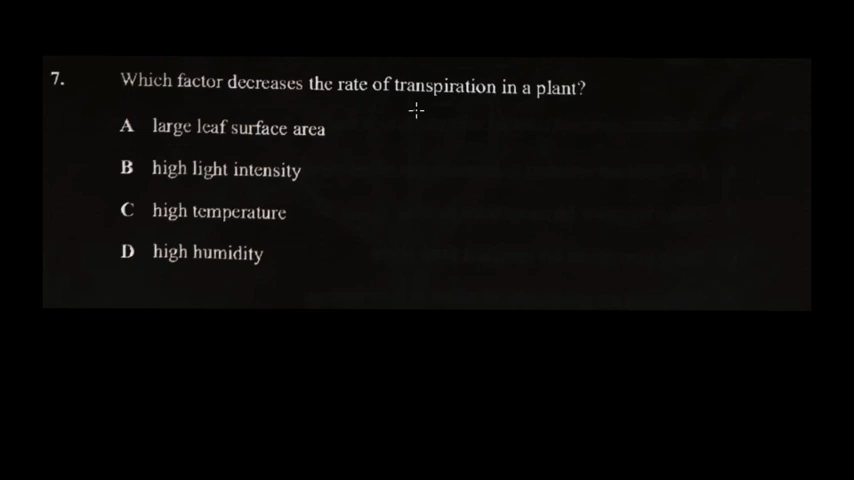 7. Which factor decreases the rate of transpiration in a plant?
A large leaf surface area
B high light intensity
C high temperature
D high humidity